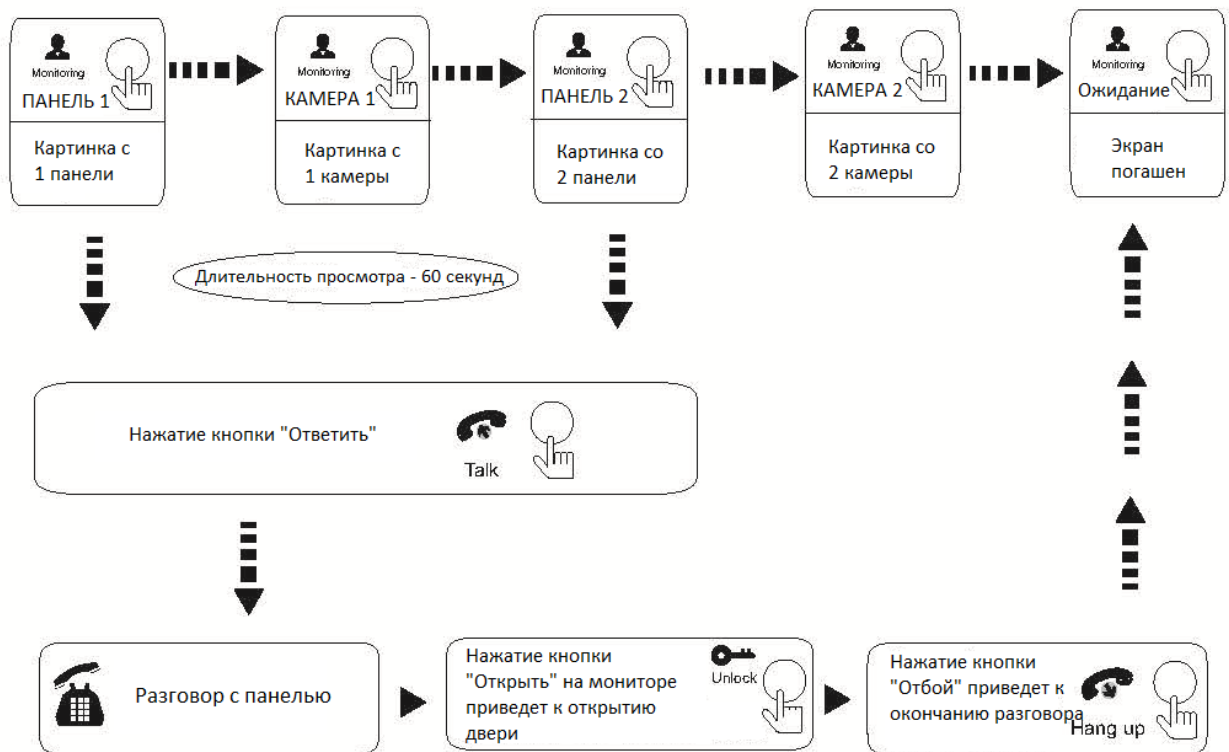 Monitoring
ПАНЕЛЬ 1
Картинка с
1 панели
Monitoring
КАМЕРА 1
Картинка с
1 камеры
Monitoring
ПАНЕЛЬ 2
Картинка со
2 панели
Monitoring
КАМЕРА 2
Картинка со
2 камеры
Monitoring
Ожидание
Экран
погашен
Длительность просмотра - 60 секунд
Нажатие кнопки "Ответить"
Talk
Разговор с панелью
Нажатие кнопки
"Открыть" на мониторе
приведет к открытию
двери
Unlock
Нажатие кнопки
"Отбой" приведет к
окончанию разговора
Hang up